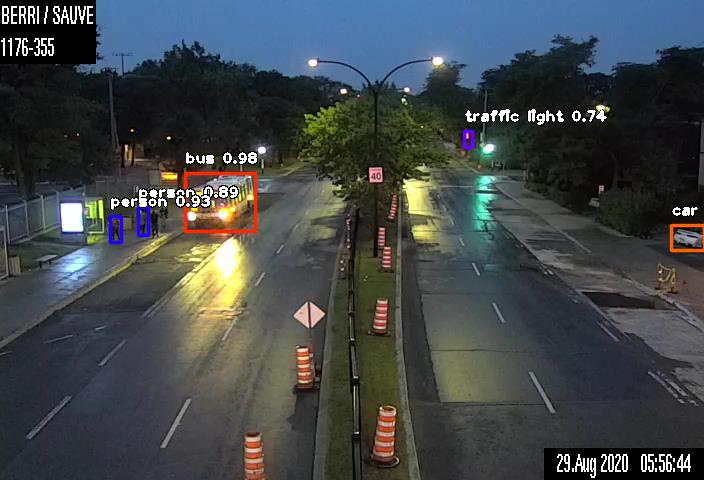 BERRI / SAUVE
1176-355
traffic light 0.74
bus 0.98
person 0.89
person 0.93
40
car
29.Aug 2020 05:56:44